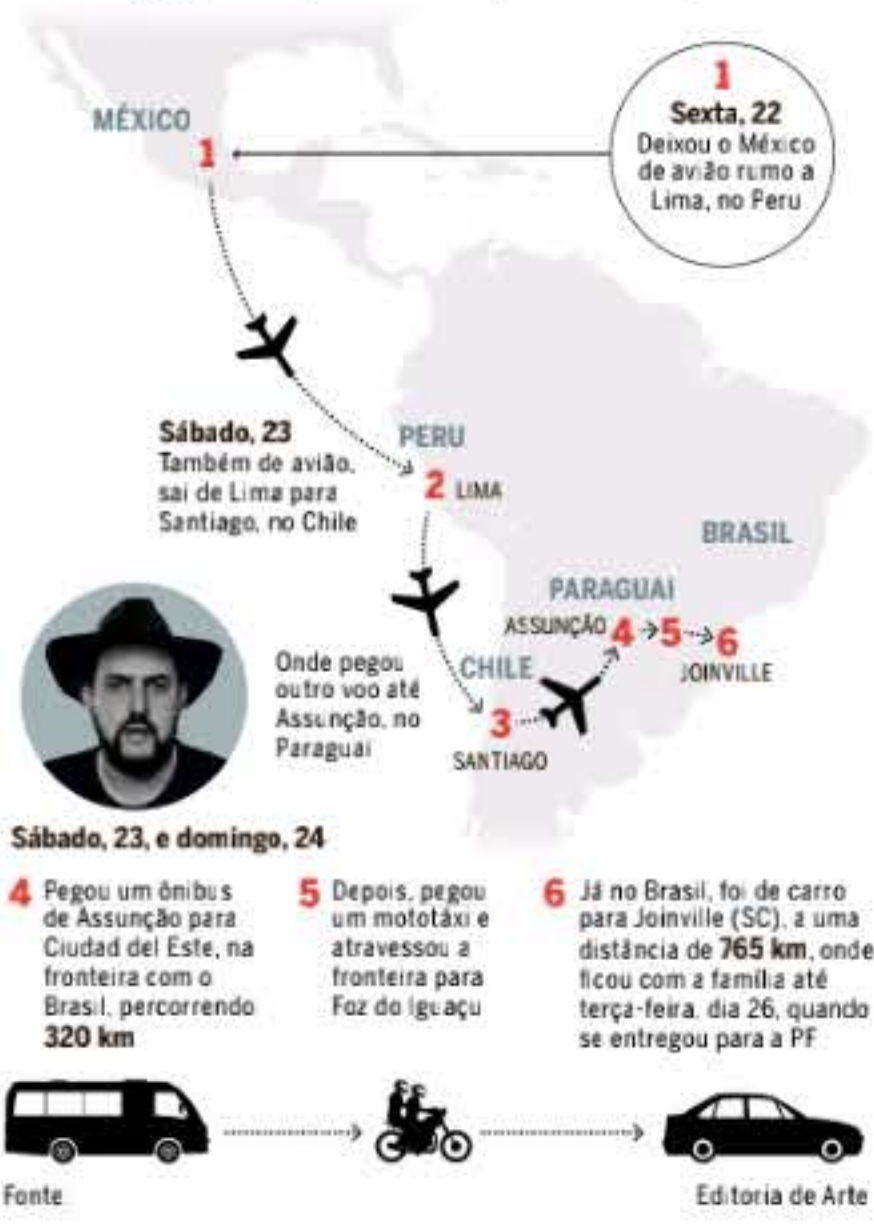 MÉXICO
1
1
Sexta, 22
Deixou o México
de avião rumo a
Lima, no Peru
Sábado, 23
Também de avião,
sai de Lima para
Santiago, no Chile
PERU
2 LIMA
BRASIL
PARAGUAI
ASSUNÇÃO 4 5 6
JOINVILLE
Onde pegou
outro voo até
Assunção, no
Paraguai
CHILE
3
SANTIAGO
Sábado, 23, e domingo, 24
4 Pegou um ônibus
de Assunção para
Ciudad del Este, na
fronteira com o
Brasil, percorrendo
320 km
5 Depois, pegou
um mototáxi e
atravessou a
fronteira para
Foz do Iguaçu
6 Já no Brasil, foi de carro
para Joinville (SC), a uma
distância de 765 km, onde
ficou com a família até
terça-feira, dia 26, quando
se entregou para a PF
Fonte
Editoria de Arte